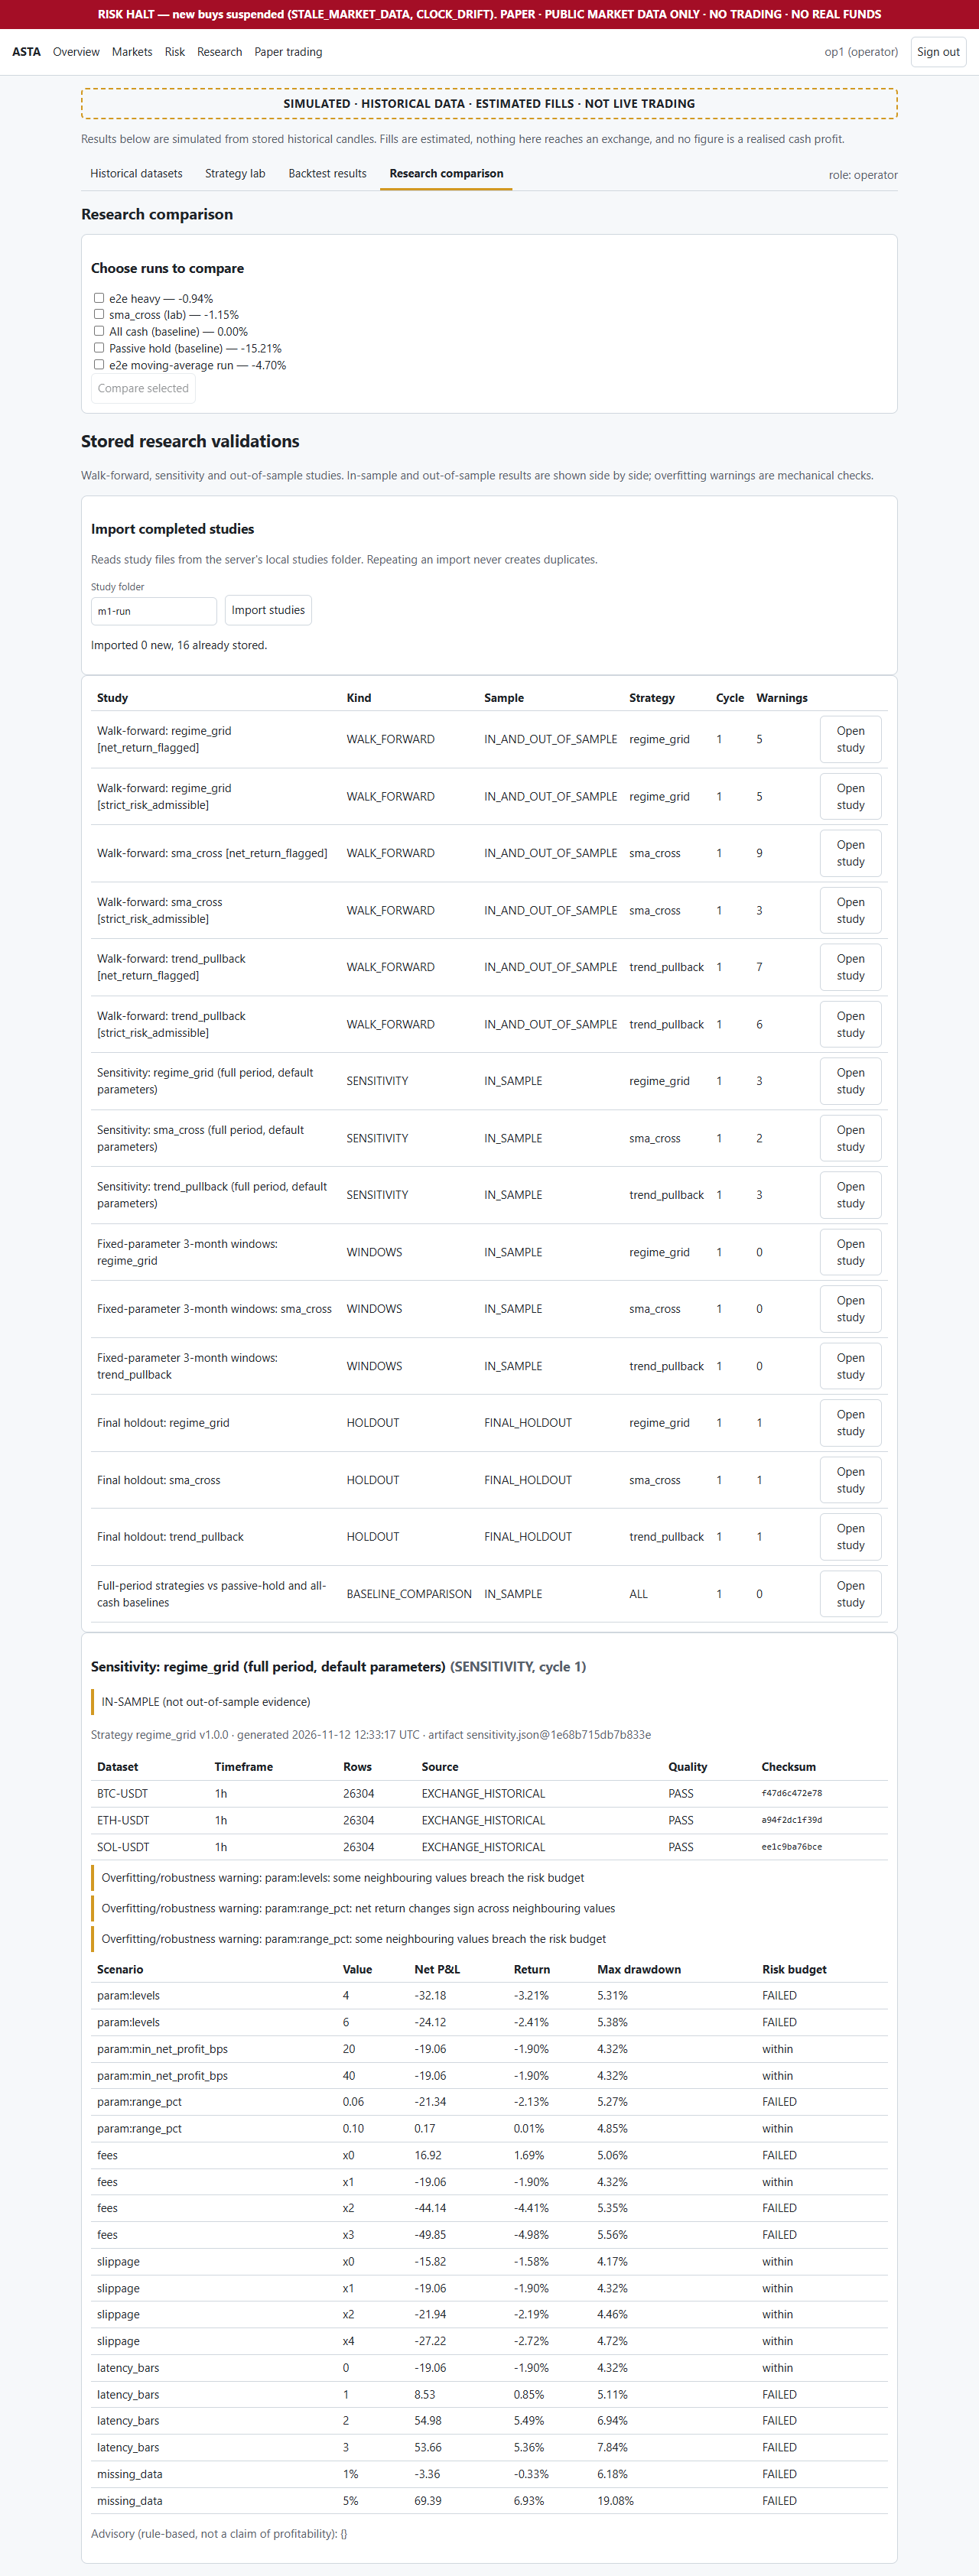 RISK HALT — new buys suspended (STALE_MARKET_DATA, CLOCK_DRIFT). PAPER · PUBLIC MARKET DATA ONLY · NO TRADING · NO REAL FUNDS
ASTA Overview Markets Risk Research Paper trading op1 (operator) Sign out
SIMULATED · HISTORICAL DATA · ESTIMATED FILLS · NOT LIVE TRADING
Results below are simulated from stored historical candles. Fills are estimated, nothing here reaches an exchange, and no figure is a realised cash profit.
Historical datasets Strategy lab Backtest results Research comparison role: operator
Research comparison
Choose runs to compare
e2e heavy — -0.94%
sma_cross (lab) — -1.15%
All cash (baseline) — 0.00%
Passive hold (baseline) — -15.21%
e2e moving-average run — -4.70%
Compare selected
Stored research validations
Walk-forward, sensitivity and out-of-sample studies. In-sample and out-of-sample results are shown side by side; overfitting warnings are mechanical checks.
Import completed studies
Reads study files from the server's local studies folder. Repeating an import never creates duplicates.
Study folder
m1-run Import studies
Imported 0 new, 16 already stored.
Study Kind Sample Strategy Cycle Warnings
Walk-forward: regime_grid
[net_return_flagged] WALK_FORWARD IN_AND_OUT_OF_SAMPLE regime_grid 1 5 Open
study
Walk-forward: regime_grid
[strict_risk_admissible] WALK_FORWARD IN_AND_OUT_OF_SAMPLE regime_grid 1 5 Open
study
Walk-forward: sma_cross [net_return_flagged] WALK_FORWARD IN_AND_OUT_OF_SAMPLE sma_cross 1 9 Open
study
Walk-forward: sma_cross
[strict_risk_admissible] WALK_FORWARD IN_AND_OUT_OF_SAMPLE sma_cross 1 3 Open
study
Walk-forward: trend_pullback
[net_return_flagged] WALK_FORWARD IN_AND_OUT_OF_SAMPLE trend_pullback 1 7 Open
study
Walk-forward: trend_pullback
[strict_risk_admissible] WALK_FORWARD IN_AND_OUT_OF_SAMPLE trend_pullback 1 6 Open
study
Sensitivity: regime_grid (full period, default
parameters) SENSITIVITY IN_SAMPLE regime_grid 1 3 Open
study
Sensitivity: sma_cross (full period, default
parameters) SENSITIVITY IN_SAMPLE sma_cross 1 2 Open
study
Sensitivity: trend_pullback (full period, default
parameters) SENSITIVITY IN_SAMPLE trend_pullback 1 3 Open
study
Fixed-parameter 3-month windows:
regime_grid WINDOWS IN_SAMPLE regime_grid 1 0 Open
study
Fixed-parameter 3-month windows: sma_cross WINDOWS IN_SAMPLE sma_cross 1 0 Open
study
Fixed-parameter 3-month windows:
trend_pullback WINDOWS IN_SAMPLE trend_pullback 1 0 Open
study
Final holdout: regime_grid HOLDOUT FINAL_HOLDOUT regime_grid 1 1 Open
study
Final holdout: sma_cross HOLDOUT FINAL_HOLDOUT sma_cross 1 1 Open
study
Final holdout: trend_pullback HOLDOUT FINAL_HOLDOUT trend_pullback 1 1 Open
study
Full-period strategies vs passive-hold and all-
cash baselines BASELINE_COMPARISON IN_SAMPLE ALL 1 0 Open
study
Sensitivity: regime_grid (full period, default parameters) (SENSITIVITY, cycle 1)
IN-SAMPLE (not out-of-sample evidence)
Strategy regime_grid v1.0.0 · generated 2026-11-12 12:33:17 UTC · artifact sensitivity.json@1e68b715db7b833e
Dataset Timeframe Rows Source Quality Checksum
BTC-USDT 1h 26304 EXCHANGE_HISTORICAL PASS f47d6c472e78
ETH-USDT 1h 26304 EXCHANGE_HISTORICAL PASS a94f2dc1f39d
SOL-USDT 1h 26304 EXCHANGE_HISTORICAL PASS ee1c9ba76bce
Overfitting/robustness warning: param:levels: some neighbouring values breach the risk budget
Overfitting/robustness warning: param:range_pct: net return changes sign across neighbouring values
Overfitting/robustness warning: param:range_pct: some neighbouring values breach the risk budget
Scenario Value Net P&L Return Max drawdown Risk budget
param:levels 4 -32.18 -3.21% 5.31% FAILED
param:levels 6 -24.12 -2.41% 5.38% FAILED
param:min_net_profit_bps 20 -19.06 -1.90% 4.32% within
param:min_net_profit_bps 40 -19.06 -1.90% 4.32% within
param:range_pct 0.06 -21.34 -2.13% 5.27% FAILED
param:range_pct 0.10 0.17 0.01% 4.85% within
fees x0 16.92 1.69% 5.06% FAILED
fees x1 -19.06 -1.90% 4.32% within
fees x2 -44.14 -4.41% 5.35% FAILED
fees x3 -49.85 -4.98% 5.56% FAILED
slippage x0 -15.82 -1.58% 4.17% within
slippage x1 -19.06 -1.90% 4.32% within
slippage x2 -21.94 -2.19% 4.46% within
slippage x4 -27.22 -2.72% 4.72% within
latency_bars 0 -19.06 -1.90% 4.32% within
latency_bars 1 8.53 0.85% 5.11% FAILED
latency_bars 2 54.98 5.49% 6.94% FAILED
latency_bars 3 53.66 5.36% 7.84% FAILED
missing_data 1% -3.36 -0.33% 6.18% FAILED
missing_data 5% 69.39 6.93% 19.08% FAILED
Advisory (rule-based, not a claim of profitability): {}